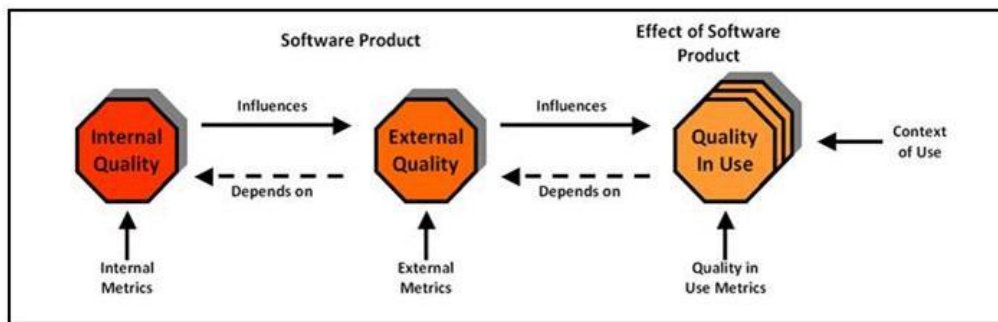 Software Product
Effect of Software
Product
Influences
Influences
Internal
Quality
External
Quality
Quality
In Use
Context
of Use
Depends on
Depends on
Internal
Metrics
External
Metrics
Quality in
Use Metrics